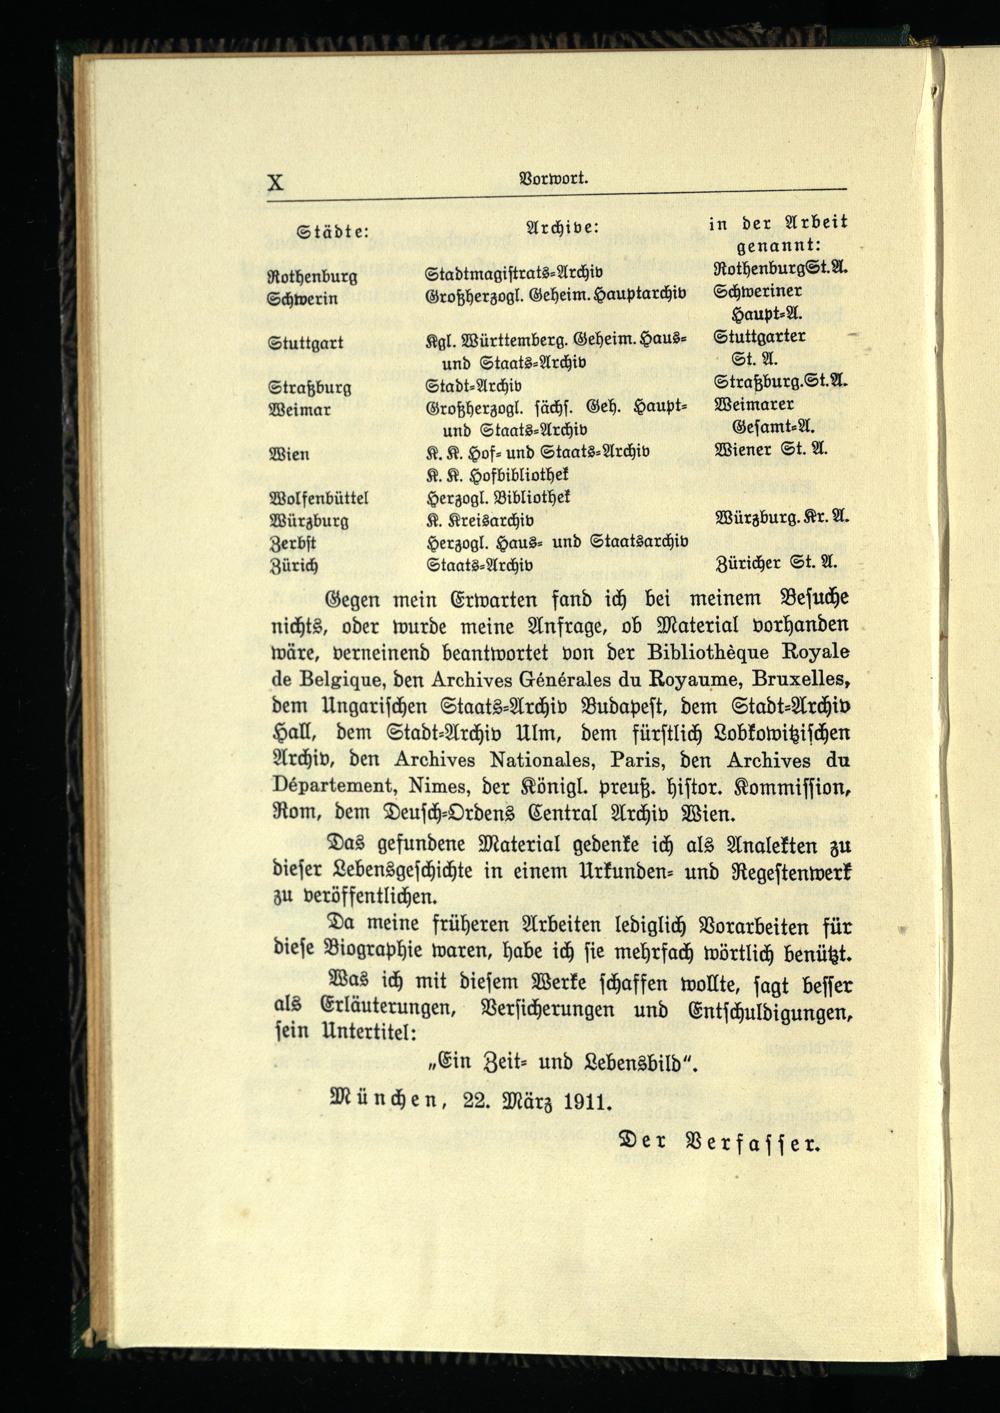 X Vorwort.
Städte: Archive: in der Arbeit
genannt:
Rothenburg Stadtmagistrats-Archiv Rothenburg St. A.
Schwerin Großherzogl. Geheim. Hauptarchiv Schweriner
Haupt-A.
Stuttgart Kgl. Württemberg. Geheim. Haus- Stuttgarter
und Staats-Archiv St. A.
Straßburg Stadt-Archiv Straßburg. St. A.
Weimar Großherzogl. sächs. Geh. Haupt- Weimarer
und Staats-Archiv Gesamt-A.
Wien K. K. Hof- und Staats-Archiv Wiener St. A.
K. K. Hofbibliothek
Wolfenbüttel Herzogl. Bibliothek
Würzburg K. Kreisarchiv Würzburg. Kr. A.
Zerbst Herzogl. Haus- und Staatsarchiv
Zürich Staats-Archiv Züricher St. A.
Gegen mein Erwarten fand ich bei meinem Besuche
nichts, oder wurde meine Anfrage, ob Material vorhanden
wäre, verneinend beantwortet von der Bibliothèque Royale
de Belgique, den Archives Générales du Royaume, Bruxelles,
dem Ungarischen Staats-Archiv Budapest, dem Stadt-Archiv
Hall, dem Stadt-Archiv Ulm, dem fürstlich Lobkowitzischen
Archiv, den Archives Nationales, Paris, den Archives du
Département, Nimes, der Königl. preuß. histor. Kommission,
Rom, dem Deusch-Ordens Central Archiv Wien.
Das gefundene Material gedenke ich als Analekten zu
dieser Lebensgeschichte in einem Urkunden- und Regestenwerk
zu veröffentlichen.
Da meine früheren Arbeiten lediglich Vorarbeiten für
diese Biographie waren, habe ich sie mehrfach wörtlich benützt.
Was ich mit diesem Werke schaffen wollte, sagt besser
als Erläuterungen, Versicherungen und Entschuldigungen,
sein Untertitel:
„Ein Zeit- und Lebensbild“.
München, 22. März 1911.
Der Verfasser.